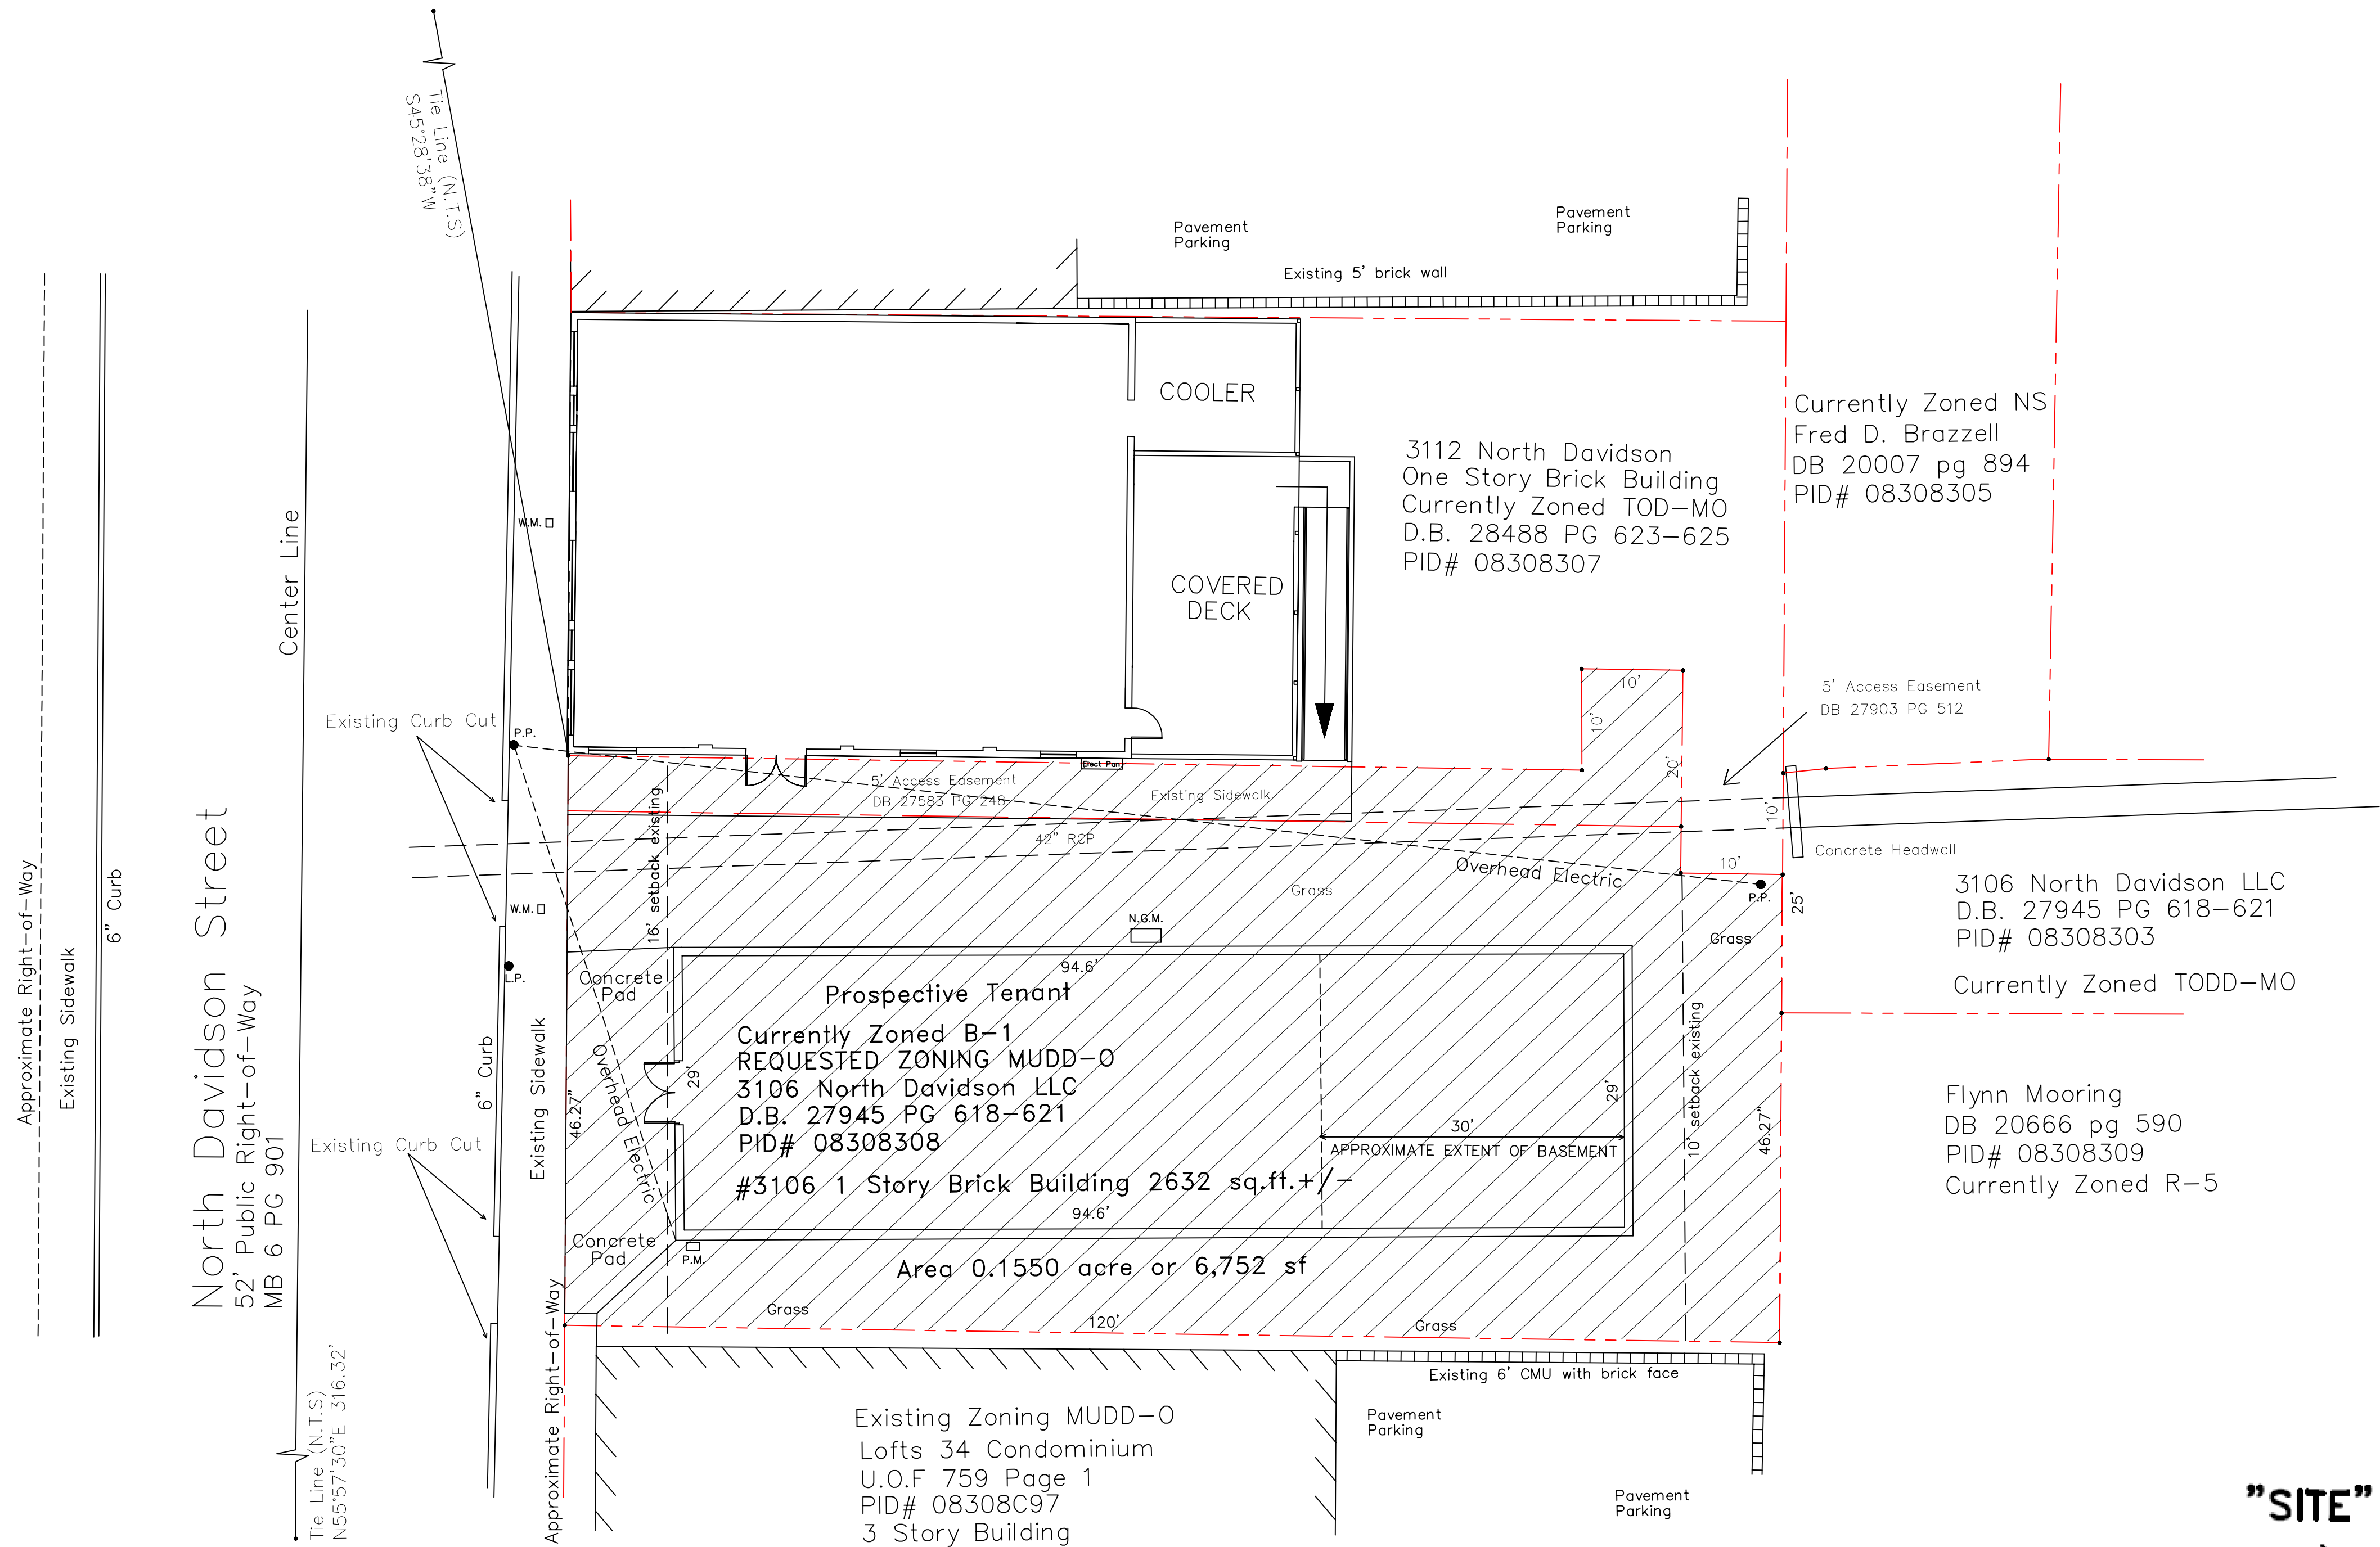 Tie Line (N.T.S)
S45°28'38"W
Pavement
Parking
Pavement
Parking
Existing 5' brick wall
COOLER
COVERED
DECK
3112 North Davidson
One Story Brick Building
Currently Zoned TOD-MO
D.B. 28488 PG 623-625
PID# 08308307
Currently Zoned NS
Fred D. Brazzell
DB 20007 pg 894
PID# 08308305
Center Line
W.M.
Existing Curb Cut
P.P.
5' Access Easement
DB 27903 PG 512
10'
10'
20'
10'
10'
Elect Pan
5' Access Easement
DB 27583 PG 248
Existing Sidewalk
42" RCP
16' setback existing
Overhead Electric
Grass
Concrete Headwall
P.P.
25'
Grass
3106 North Davidson LLC
D.B. 27945 PG 618-621
PID# 08308303
Currently Zoned TODD-MO
Approximate Right-of-Way
Existing Sidewalk
6" Curb
North Davidson Street
52' Public Right-of-Way
MB 6 PG 901
W.M.
L.P.
N.G.M.
Concrete
Pad
94.6'
Prospective Tenant
Currently Zoned B-1
REQUESTED ZONING MUDD-O
3106 North Davidson LLC
D.B. 27945 PG 618-621
PID# 08308308
#3106 1 Story Brick Building 2632 sq.ft.+/-
94.6'
29'
29'
30'
APPROXIMATE EXTENT OF BASEMENT
10' setback existing
46.27"
46.27"
Overhead Electric
6" Curb
Existing Sidewalk
Existing Curb Cut
Flynn Mooring
DB 20666 pg 590
PID# 08308309
Currently Zoned R-5
Concrete
Pad
P.M.
Area 0.1550 acre or 6,752 sf
Grass
120'
Grass
Approximate Right-of-Way
Tie Line (N.T.S)
N55°57'30"E 316.32'
Existing 6' CMU with brick face
Pavement
Parking
Pavement
Parking
Existing Zoning MUDD-O
Lofts 34 Condominium
U.O.F 759 Page 1
PID# 08308C97
3 Story Building
"SITE"